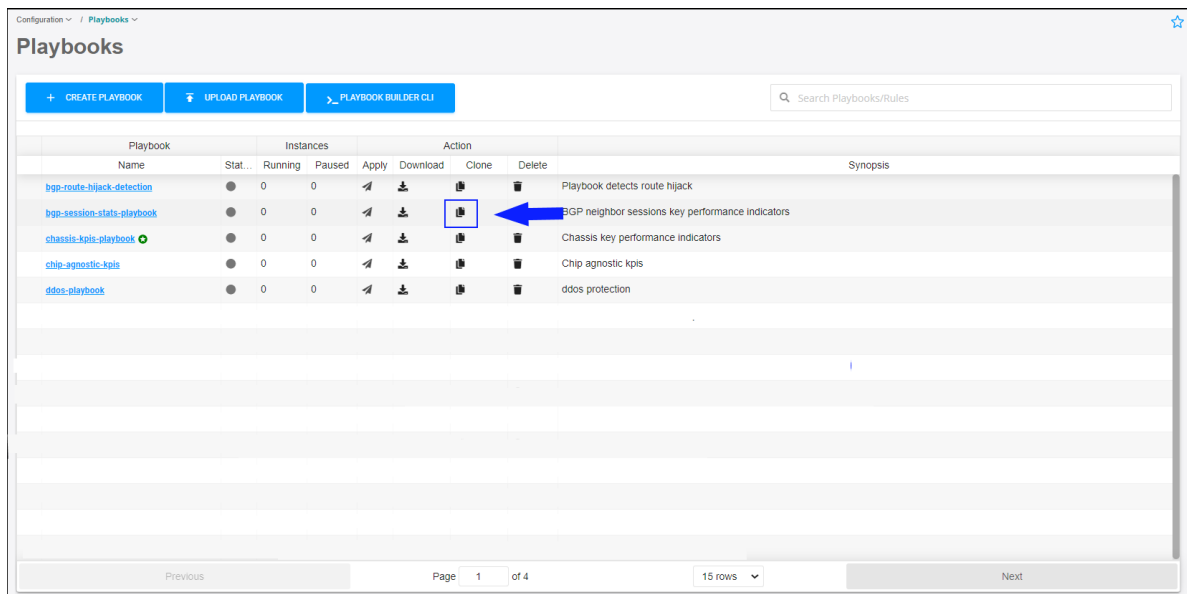 Configuration / Playbooks
Playbooks
+ CREATE PLAYBOOK UPLOAD PLAYBOOK >_ PLAYBOOK BUILDER CLI Search Playbooks/Rules
Playbook Instances Action
Name Stat... Running Paused Apply Download Clone Delete Synopsis
bgp-route-hijack-detection 0 0 Playbook detects route hijack
bgp-session-stats-playbook 0 0 BGP neighbor sessions key performance indicators
chassis-kpis-playbook 0 0 Chassis key performance indicators
chip-agnostic-kpis 0 0 Chip agnostic kpis
ddos-playbook 0 0 ddos protection
Previous Page 1 of 4 15 rows Next